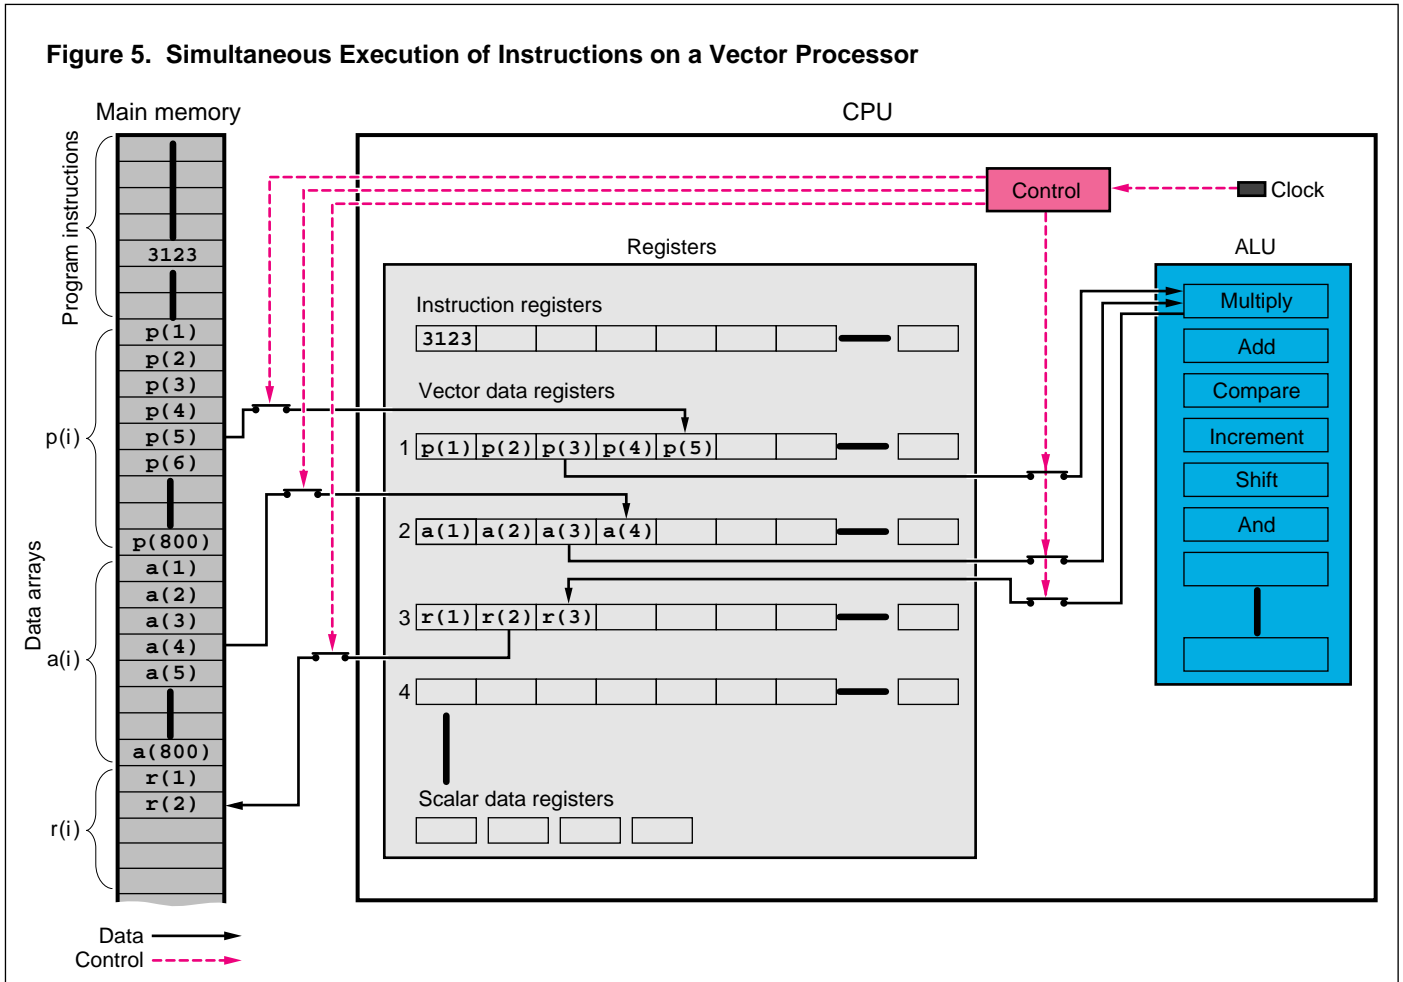 Figure 5. Simultaneous Execution of Instructions on a Vector Processor
Main memory
CPU
Program instructions
3123
p(1)
p(2)
p(3)
p(4)
p(5)
p(6)
p(800)
a(1)
a(2)
a(3)
a(4)
a(5)
a(800)
r(1)
r(2)
Data arrays
p(i)
a(i)
r(i)
Control
Clock
Registers
Instruction registers
3123
Vector data registers
1 p(1) p(2) p(3) p(4) p(5)
2 a(1) a(2) a(3) a(4)
3 r(1) r(2) r(3)
4
Scalar data registers
ALU
Multiply
Add
Compare
Increment
Shift
And
Data
Control